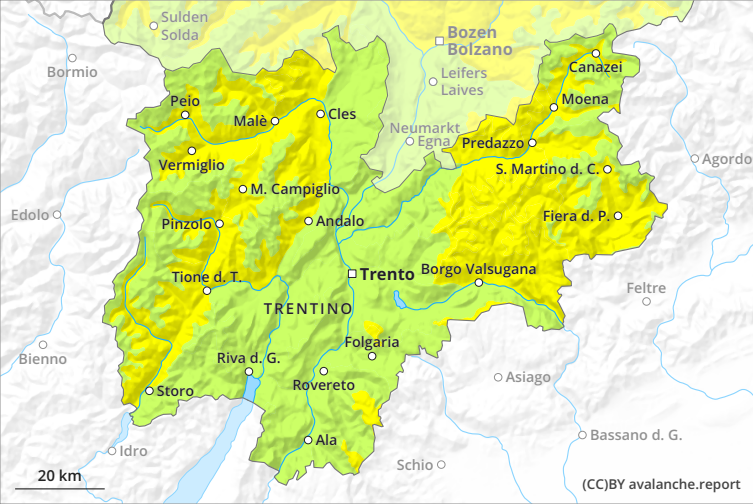 Sulden
Solda
Bozen
Bolzano
Bormio
Canazei
Leifers
Laives
Peio
Moena
Malè
Cles
Neumarkt
Egna
Predazzo
Vermiglio
Agordo
S. Martino d. C.
M. Campiglio
Edolo
Pinzolo
Andalo
Fiera d. P.
Trento
Borgo Valsugana
Tione d. T.
Feltre
TRENTINO
Folgaria
Bienno
Riva d. G.
Rovereto
Asiago
Storo
Ala
Bassano d. G.
Idro
Schio
20 km
(CC)BY avalanche.report